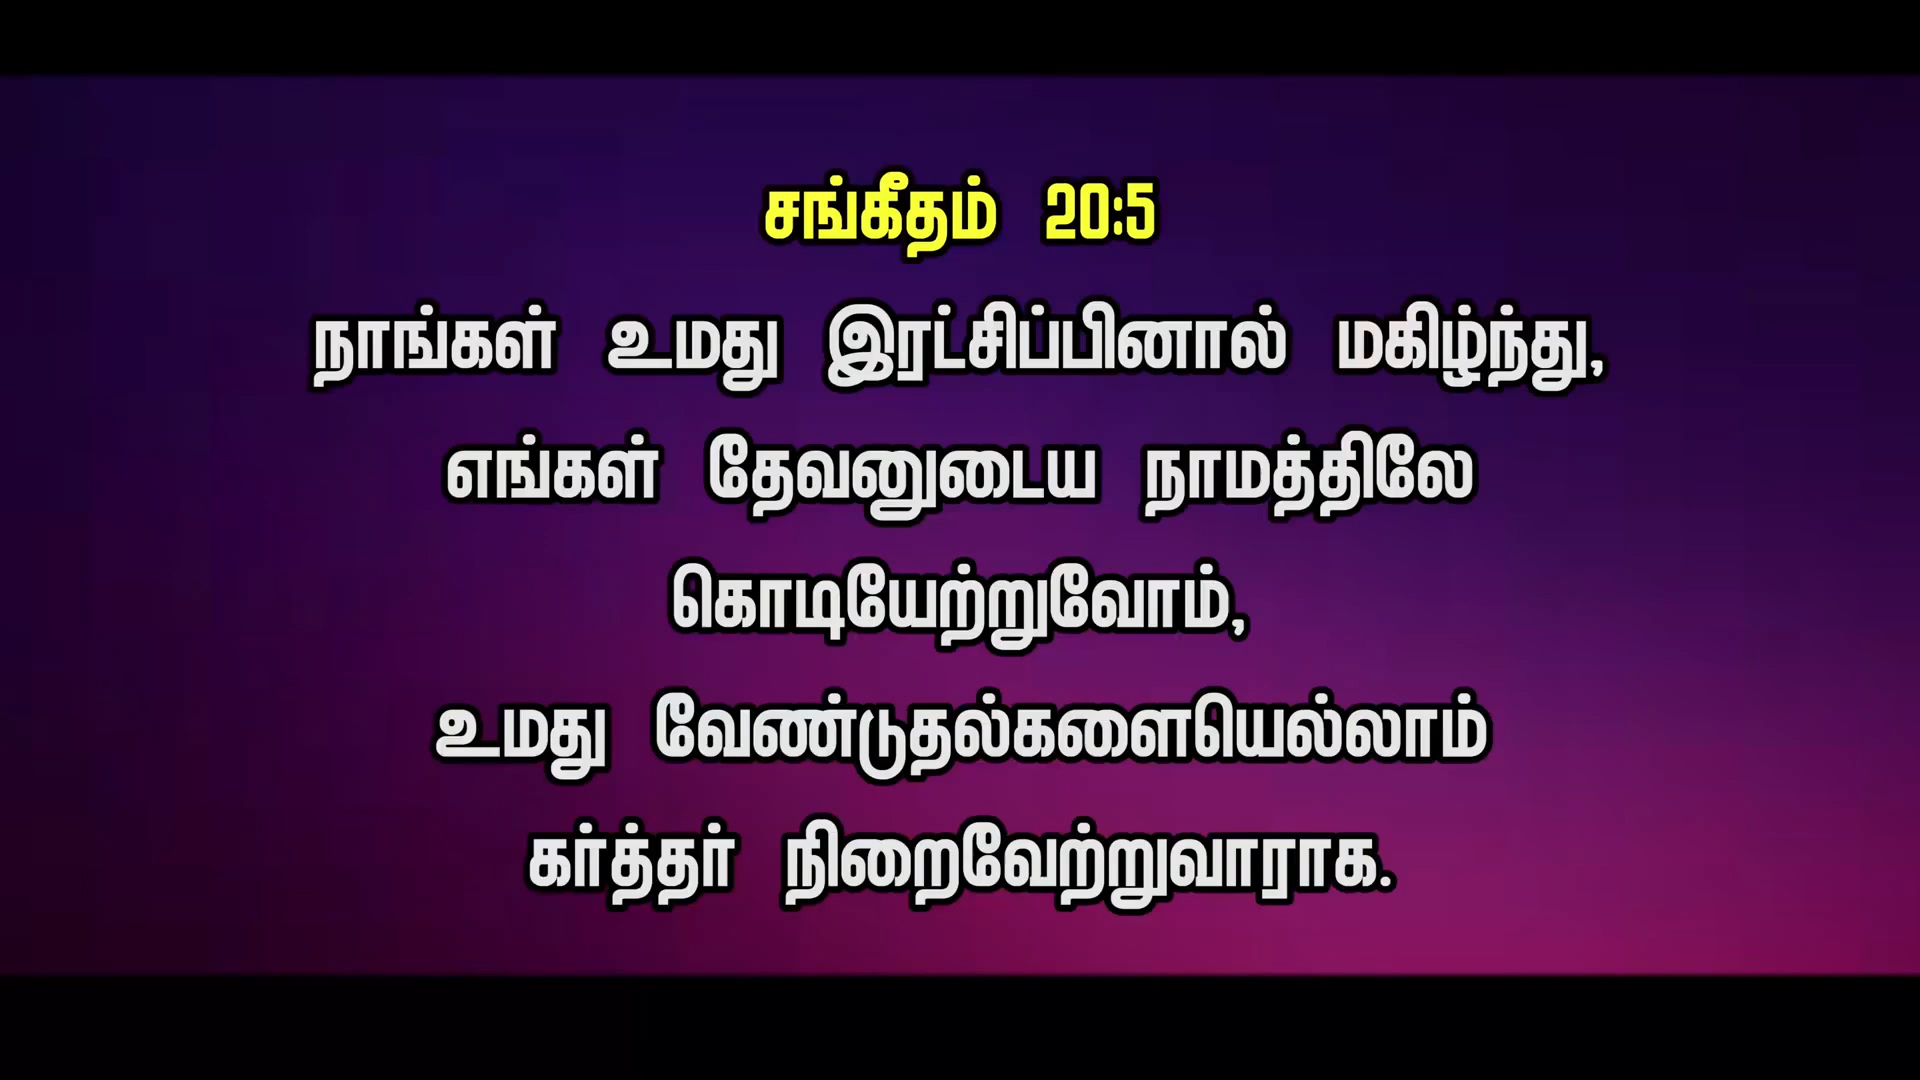 சங்கீதம் 20:5
நாங்கள் உமது இரட்சிப்பினால் மகிழ்ந்து,
எங்கள் தேவனுடைய நாமத்திலே
கொடியேற்றுவோம்,
உமது வேண்டுதல்களையெல்லாம்
கர்த்தர் நிறைவேற்றுவாராக.